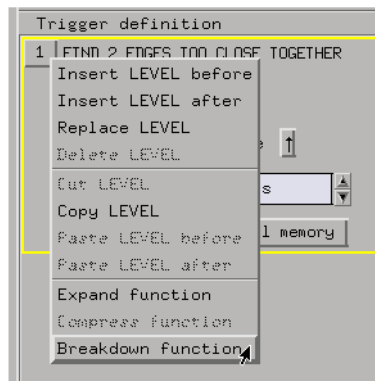 Trigger definition
1 FIND 2 EDGES TOO CLOSE TOGETHER
Insert LEVEL before
Insert LEVEL after
Replace LEVEL
Delete LEVEL
Cut LEVEL
s
Copy LEVEL
Paste LEVEL before
l memory
Paste LEVEL after
Expand function
Compress function
Breakdown function